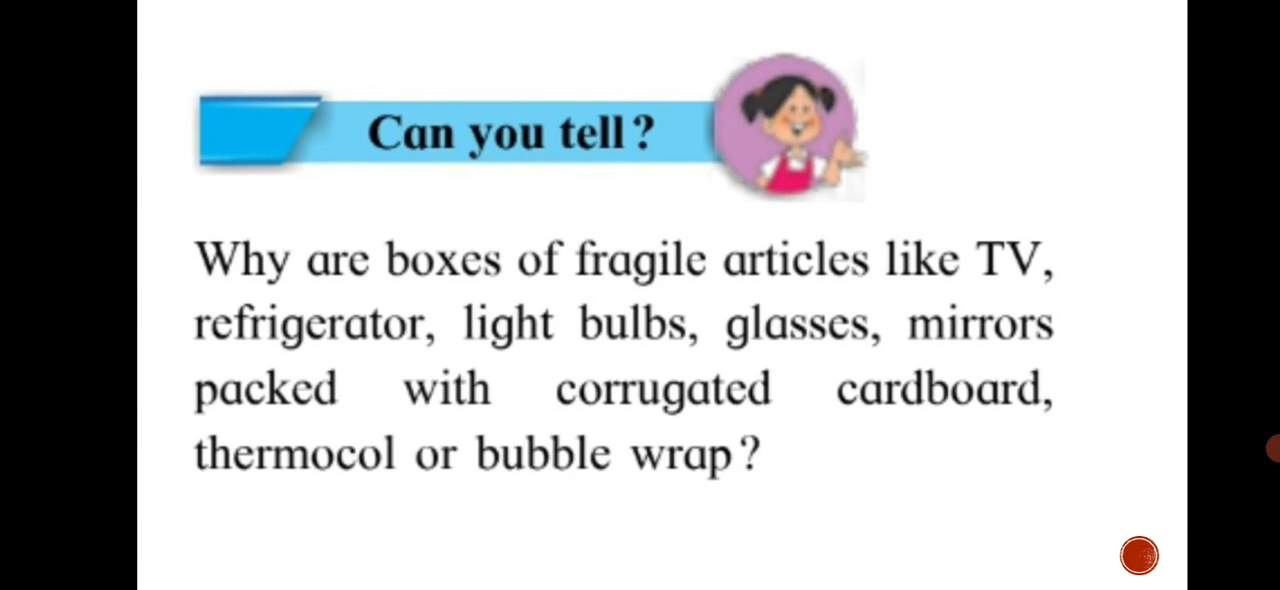 Can you tell?
Why are boxes of fragile articles like TV,
refrigerator, light bulbs, glasses, mirrors
packed with corrugated cardboard,
thermocol or bubble wrap?